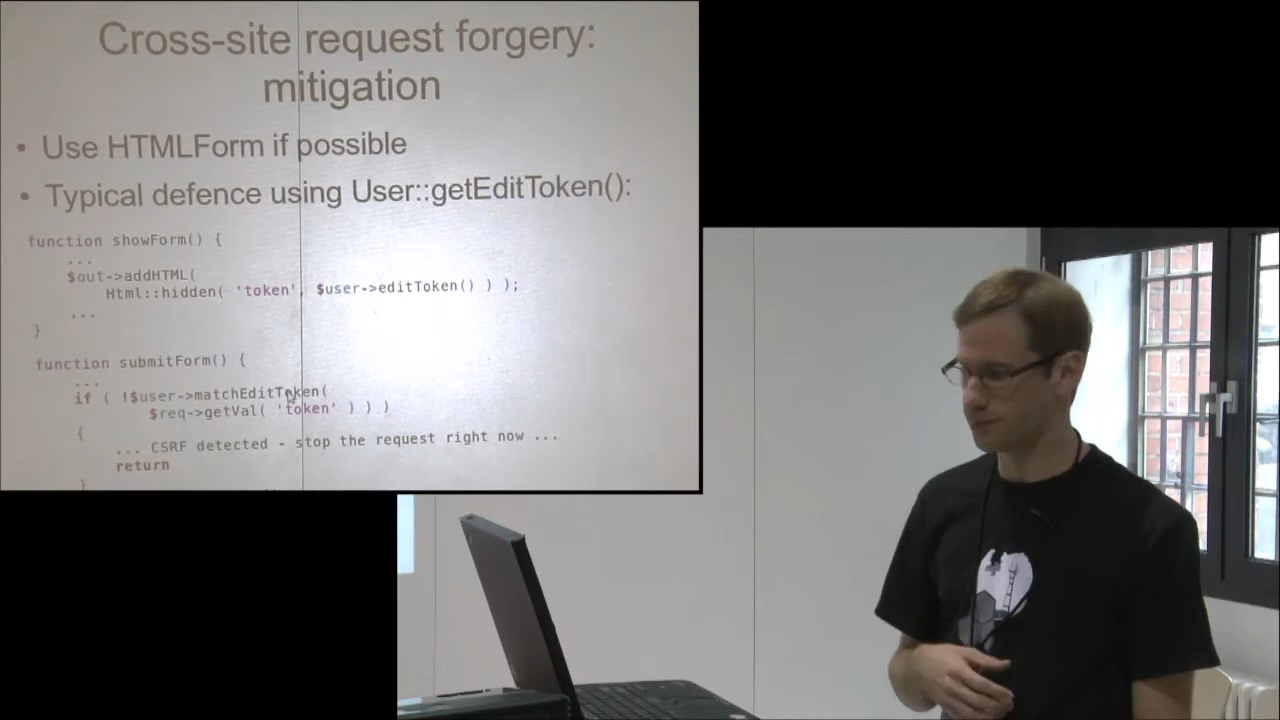 Cross-site request forgery:
mitigation
• Use HTMLForm if possible
• Typical defence using User::getEditToken():
function showForm() {
...
$out->addHTML(
Html::hidden( 'token', $user->editToken() ) );
...
}
function submitForm() {
...
if ( !$user->matchEditToken(
$req->getVal( 'token' ) ) )
{
... CSRF detected - stop the request right now ...
return
}